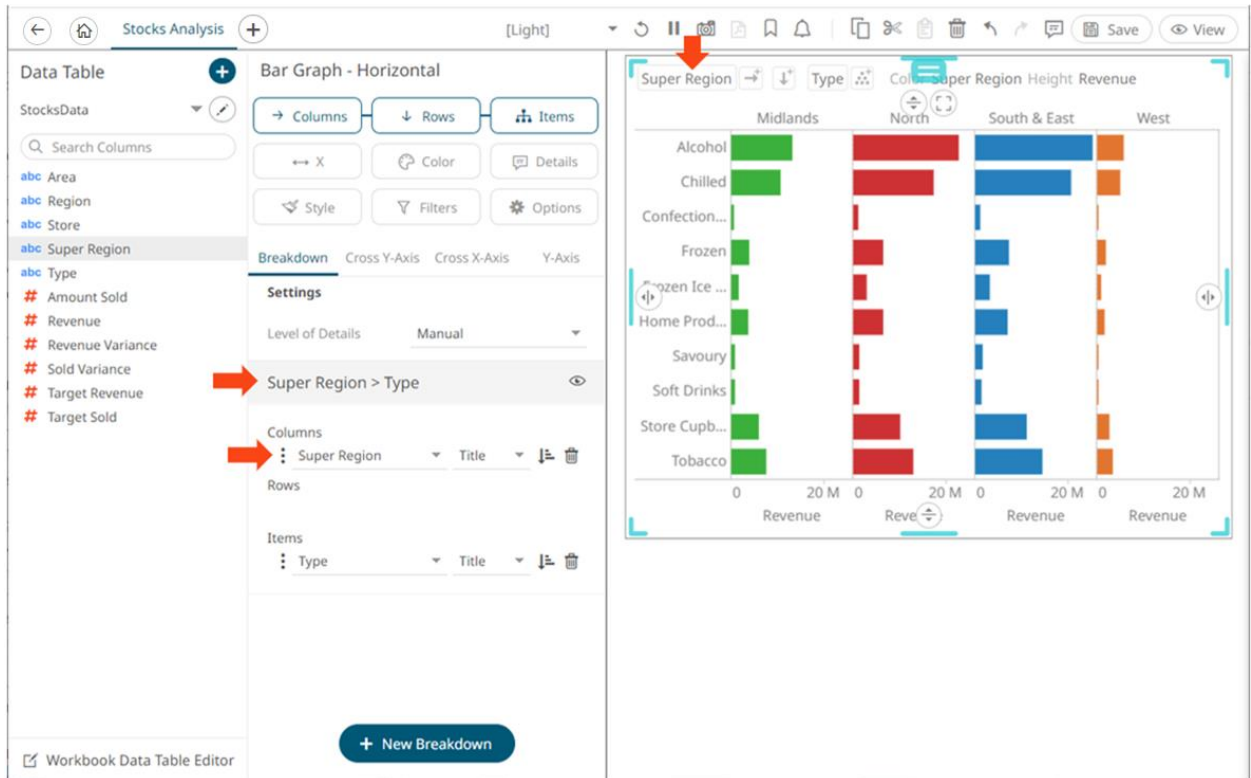 Stocks Analysis
[Light]
Save
View
Data Table
StocksData
Search Columns
abc Area
abc Region
abc Store
abc Super Region
abc Type
# Amount Sold
# Revenue
# Revenue Variance
# Sold Variance
# Target Revenue
# Target Sold
Workbook Data Table Editor
Bar Graph - Horizontal
Columns Rows Items
X Color Details
Style Filters Options
Breakdown Cross Y-Axis Cross X-Axis Y-Axis
Settings
Level of Details Manual
Super Region > Type
Columns
Super Region Title
Rows
Items
Type Title
+ New Breakdown
Super Region Type Color Super Region Height Revenue
Midlands North South & East West
Alcohol
Chilled
Confection...
Frozen
Frozen Ice ...
Home Prod...
Savoury
Soft Drinks
Store Cupb...
Tobacco
0 20 M 0 20 M 0 20 M 0 20 M
Revenue Revenue Revenue Revenue